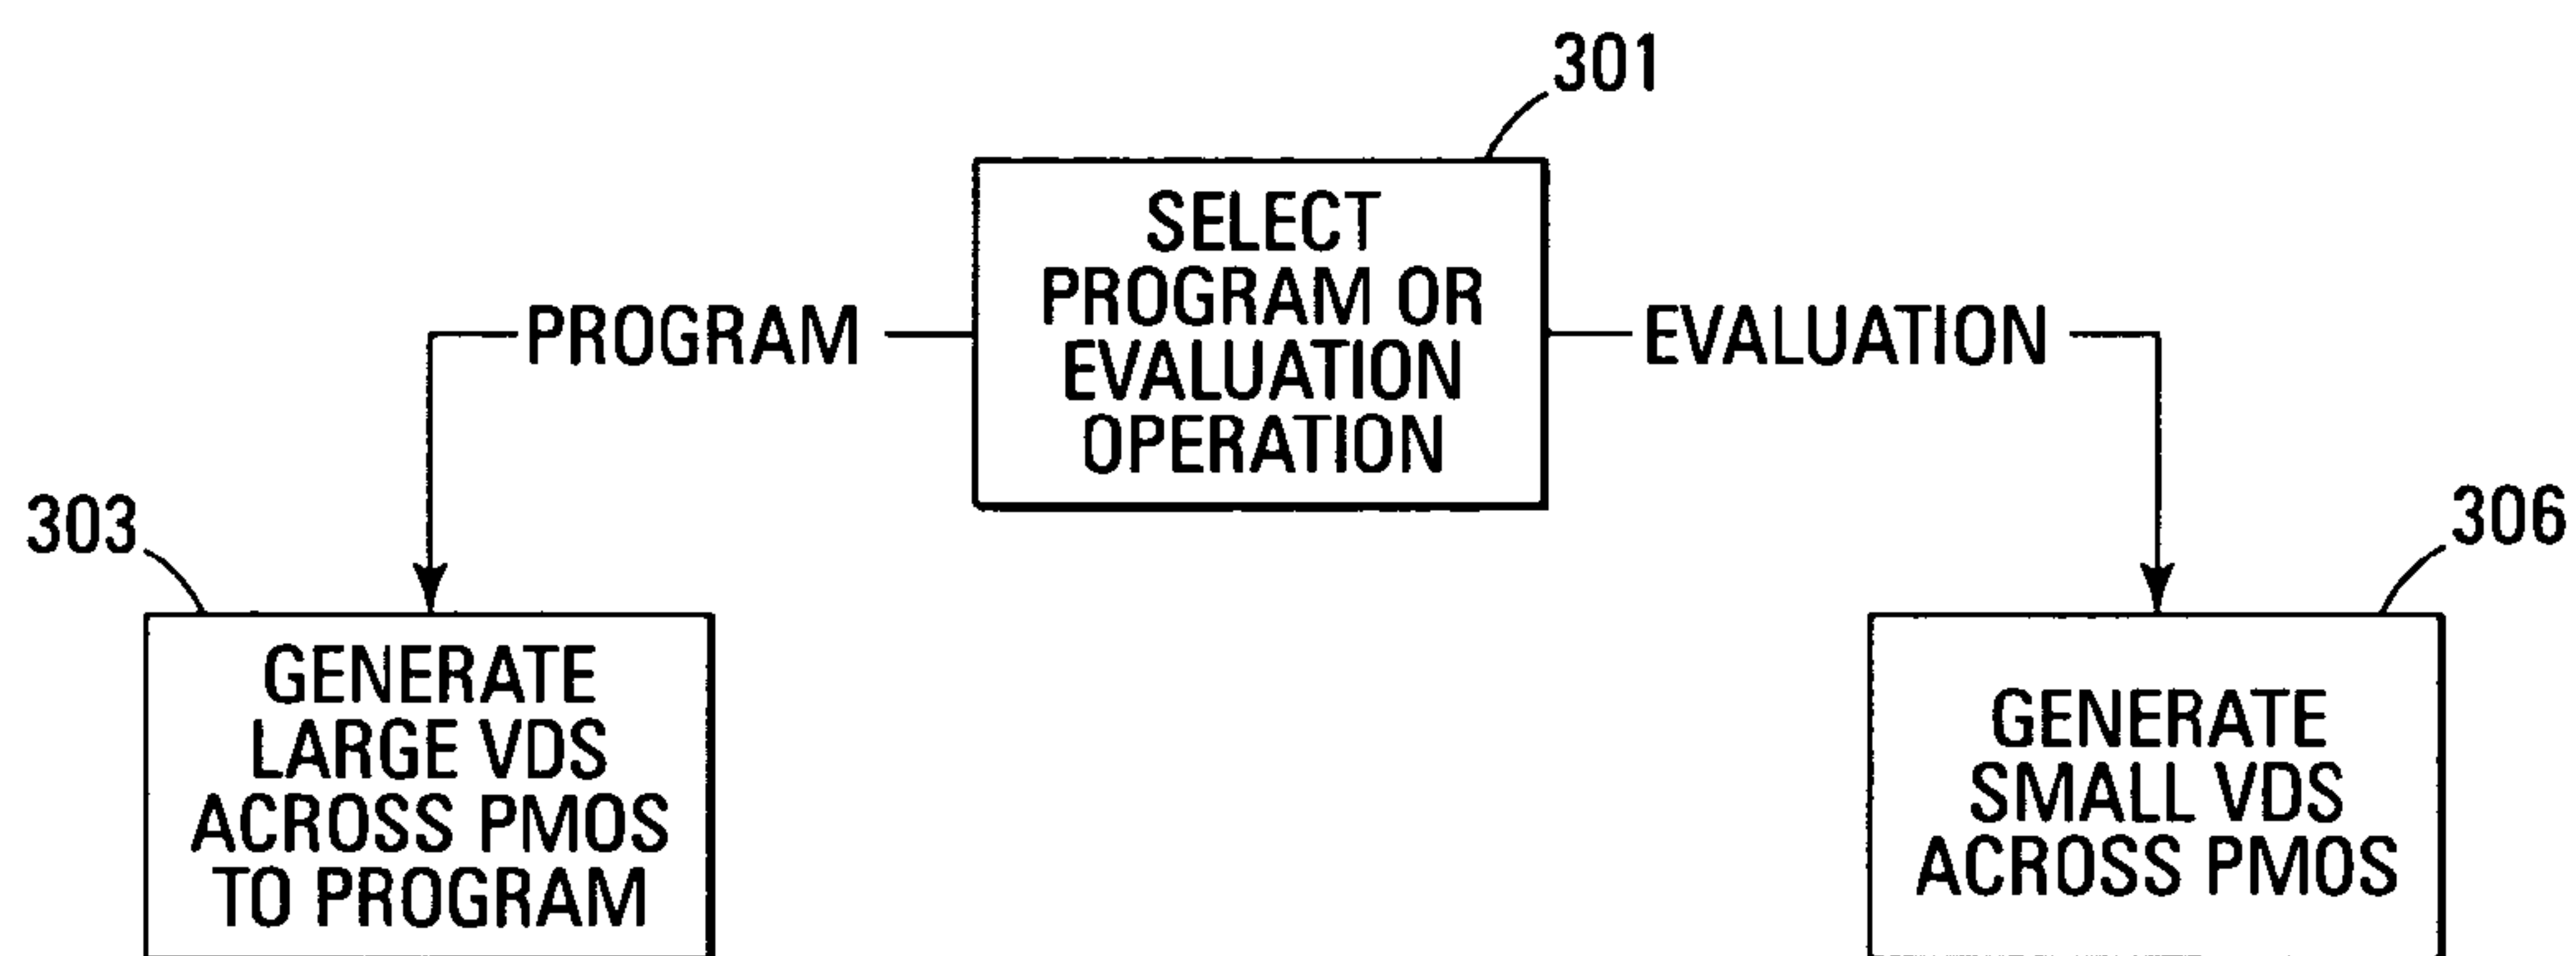 301
SELECT
PROGRAM OR
EVALUATION
OPERATION
PROGRAM
EVALUATION
303
306
GENERATE
LARGE VDS
ACROSS PMOS
TO PROGRAM
GENERATE
SMALL VDS
ACROSS PMOS